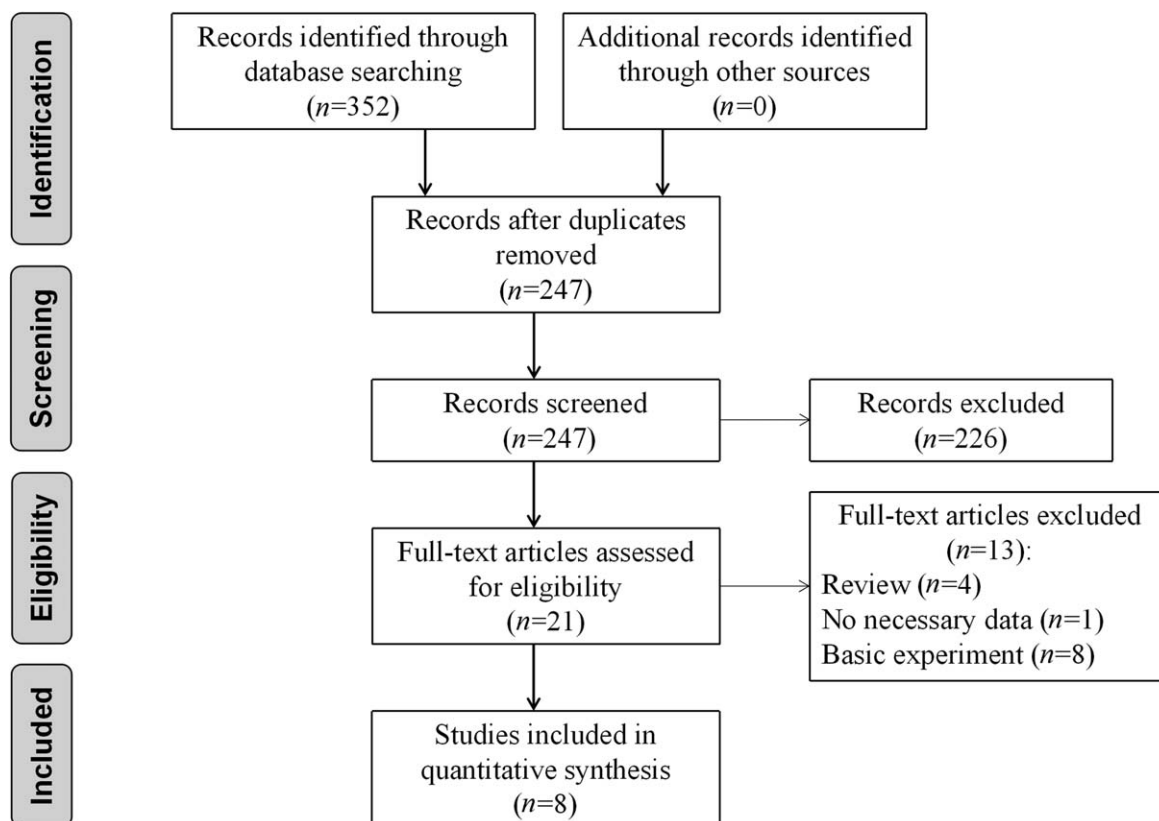 Identification
Records identified through
database searching
(n=352)
Additional records identified
through other sources
(n=0)
Records after duplicates
removed
(n=247)
Screening
Records screened
(n=247)
Records excluded
(n=226)
Eligibility
Full-text articles assessed
for eligibility
(n=21)
Full-text articles excluded
(n=13):
Review (n=4)
No necessary data (n=1)
Basic experiment (n=8)
Included
Studies included in
quantitative synthesis
(n=8)